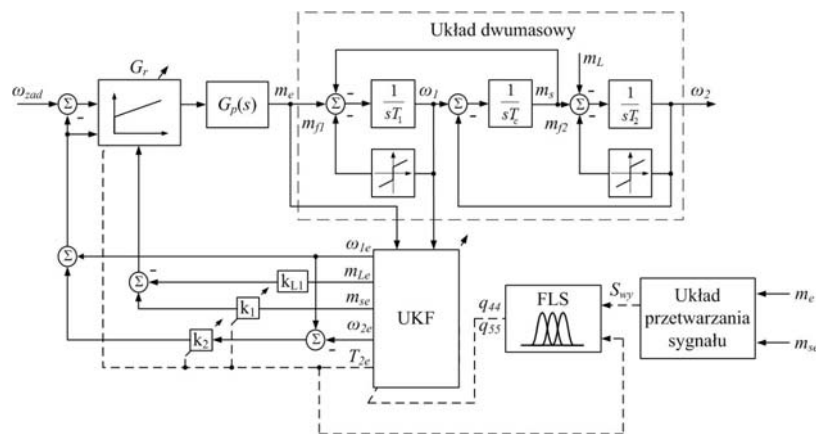 Układ dwumasowy
G_r
ω_zad
Σ
-
G_p(s)
m_e
m_f1
Σ
-
-
1
sT_1
ω_1
Σ
-
1
sT_c
m_s
m_L
Σ
-
-
m_f2
1
sT_2
ω_2
Σ
Σ
-
ω_1e
m_Le
k_L1
m_se
k_1
ω_2e
k_2
Σ
-
T_2e
UKF
q_44
q_55
FLS
S_wy
Układ
przetwarzania
sygnału
m_e
m_se